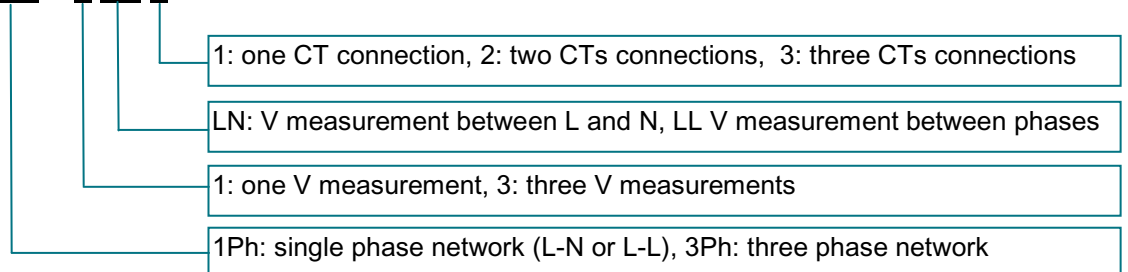 1: one CT connection, 2: two CTs connections, 3: three CTs connections
LN: V measurement between L and N, LL V measurement between phases
1: one V measurement, 3: three V measurements
1Ph: single phase network (L-N or L-L), 3Ph: three phase network